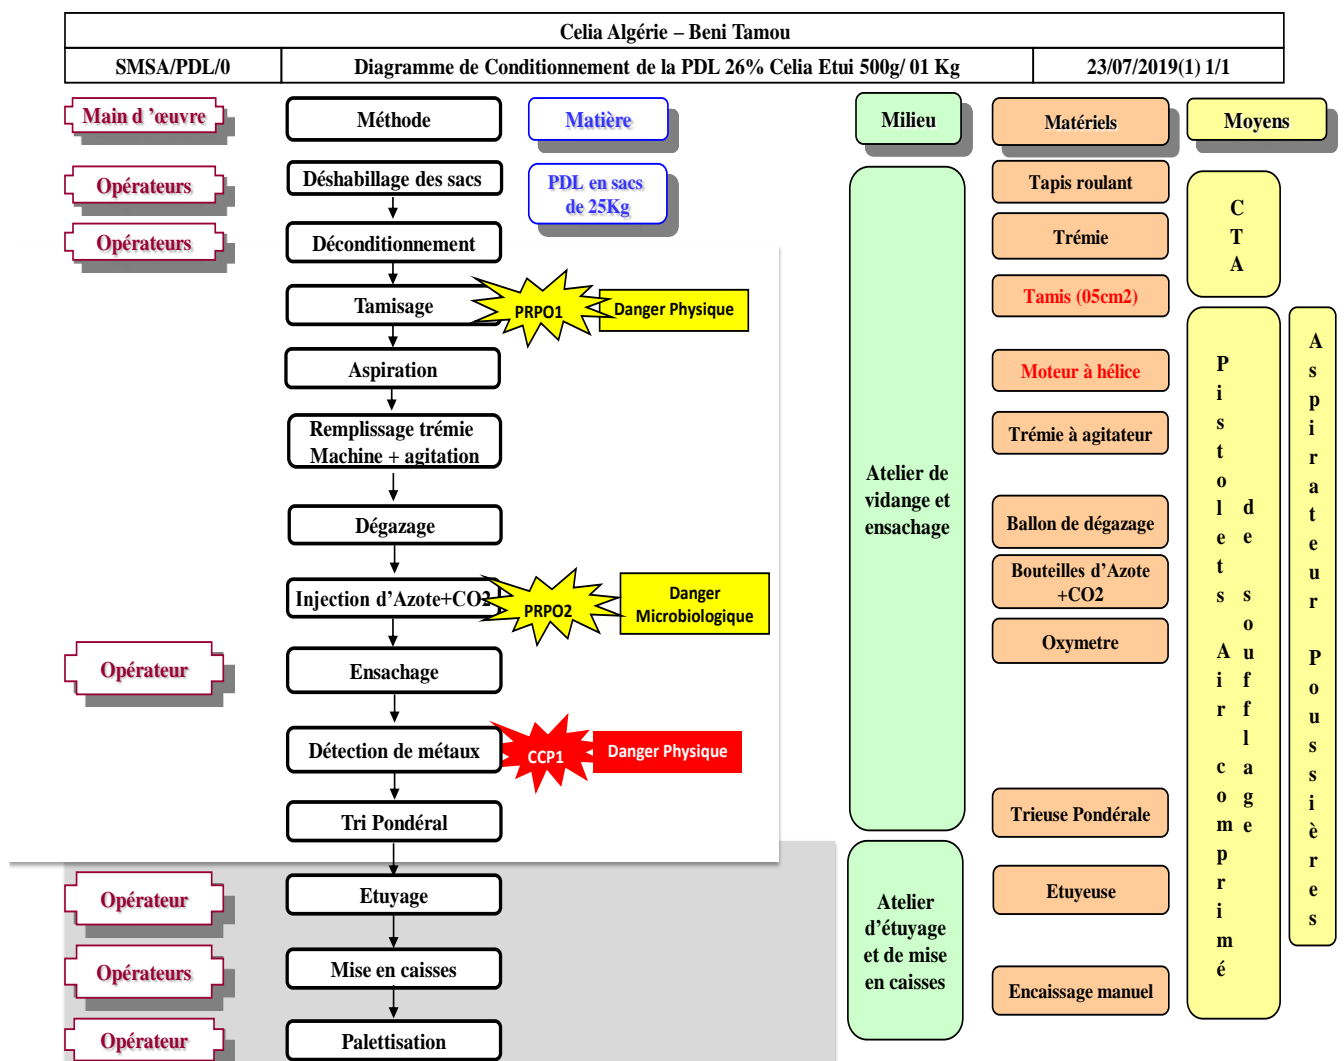 Celia Algérie – Beni Tamou
SMSA/PDL/0
Diagramme de Conditionnement de la PDL 26% Celia Etui 500g/ 01 Kg
23/07/2019(1) 1/1
Main d ’œuvre
Méthode
Matière
Milieu
Matériels
Moyens
Opérateurs
Déshabillage des sacs
PDL en sacs
de 25Kg
Tapis roulant
Opérateurs
Déconditionnement
Trémie
CTA
Tamisage
PRPO1
Danger Physique
Tamis (05cm2)
Aspiration
Moteur à hélice
Remplissage trémie
Machine + agitation
Trémie à agitateur
Atelier de
vidange et
ensachage
Dégazage
Ballon de dégazage
Injection d’Azote+CO2
PRPO2
Danger
Microbiologique
Bouteilles d’Azote
+CO2
Opérateur
Ensachage
Oxymetre
Détection de métaux
CCP1
Danger Physique
Tri Pondéral
Trieuse Pondérale
Pistolets Air comprimé
de soufflage
Aspirateur Poussières
Opérateur
Etuyage
Etuyeuse
Atelier
d’étuyage
et de mise
en caisses
Opérateurs
Mise en caisses
Encaissage manuel
Opérateur
Palettisation